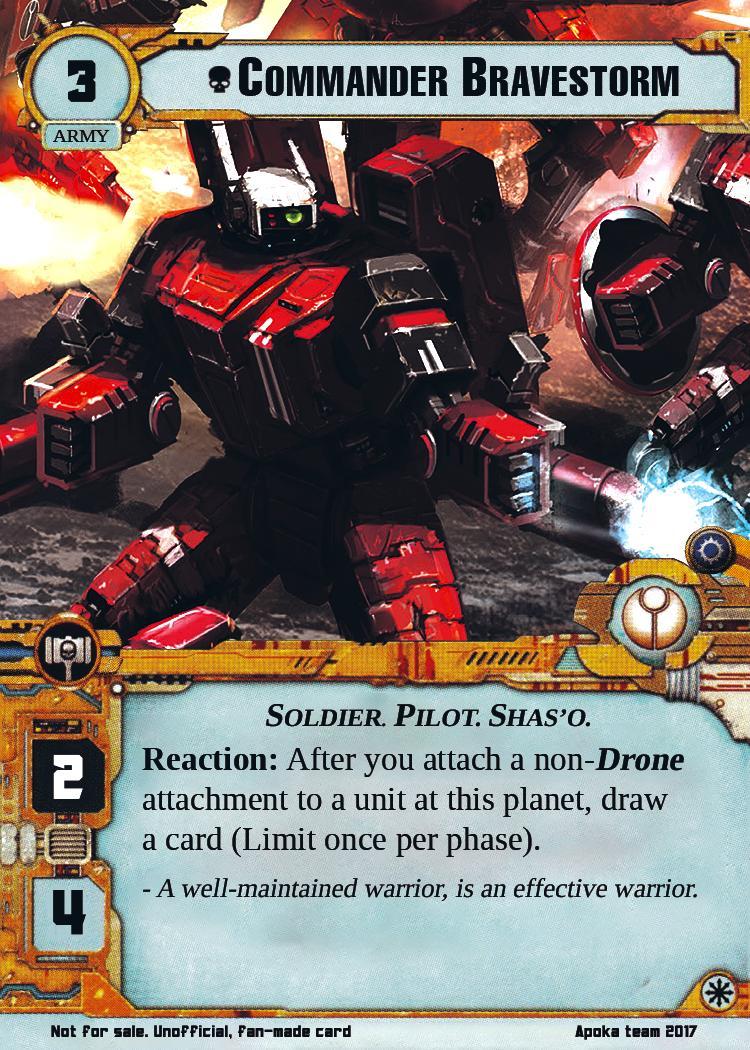 3
COMMANDER BRAVESTORM
ARMY
SOLDIER. PILOT. SHAS'O.
Reaction: After you attach a non-Drone
attachment to a unit at this planet, draw
a card (Limit once per phase).
- A well-maintained warrior, is an effective warrior.
2
4
Not for sale. Unofficial, fan-made card
Apoka team 2017